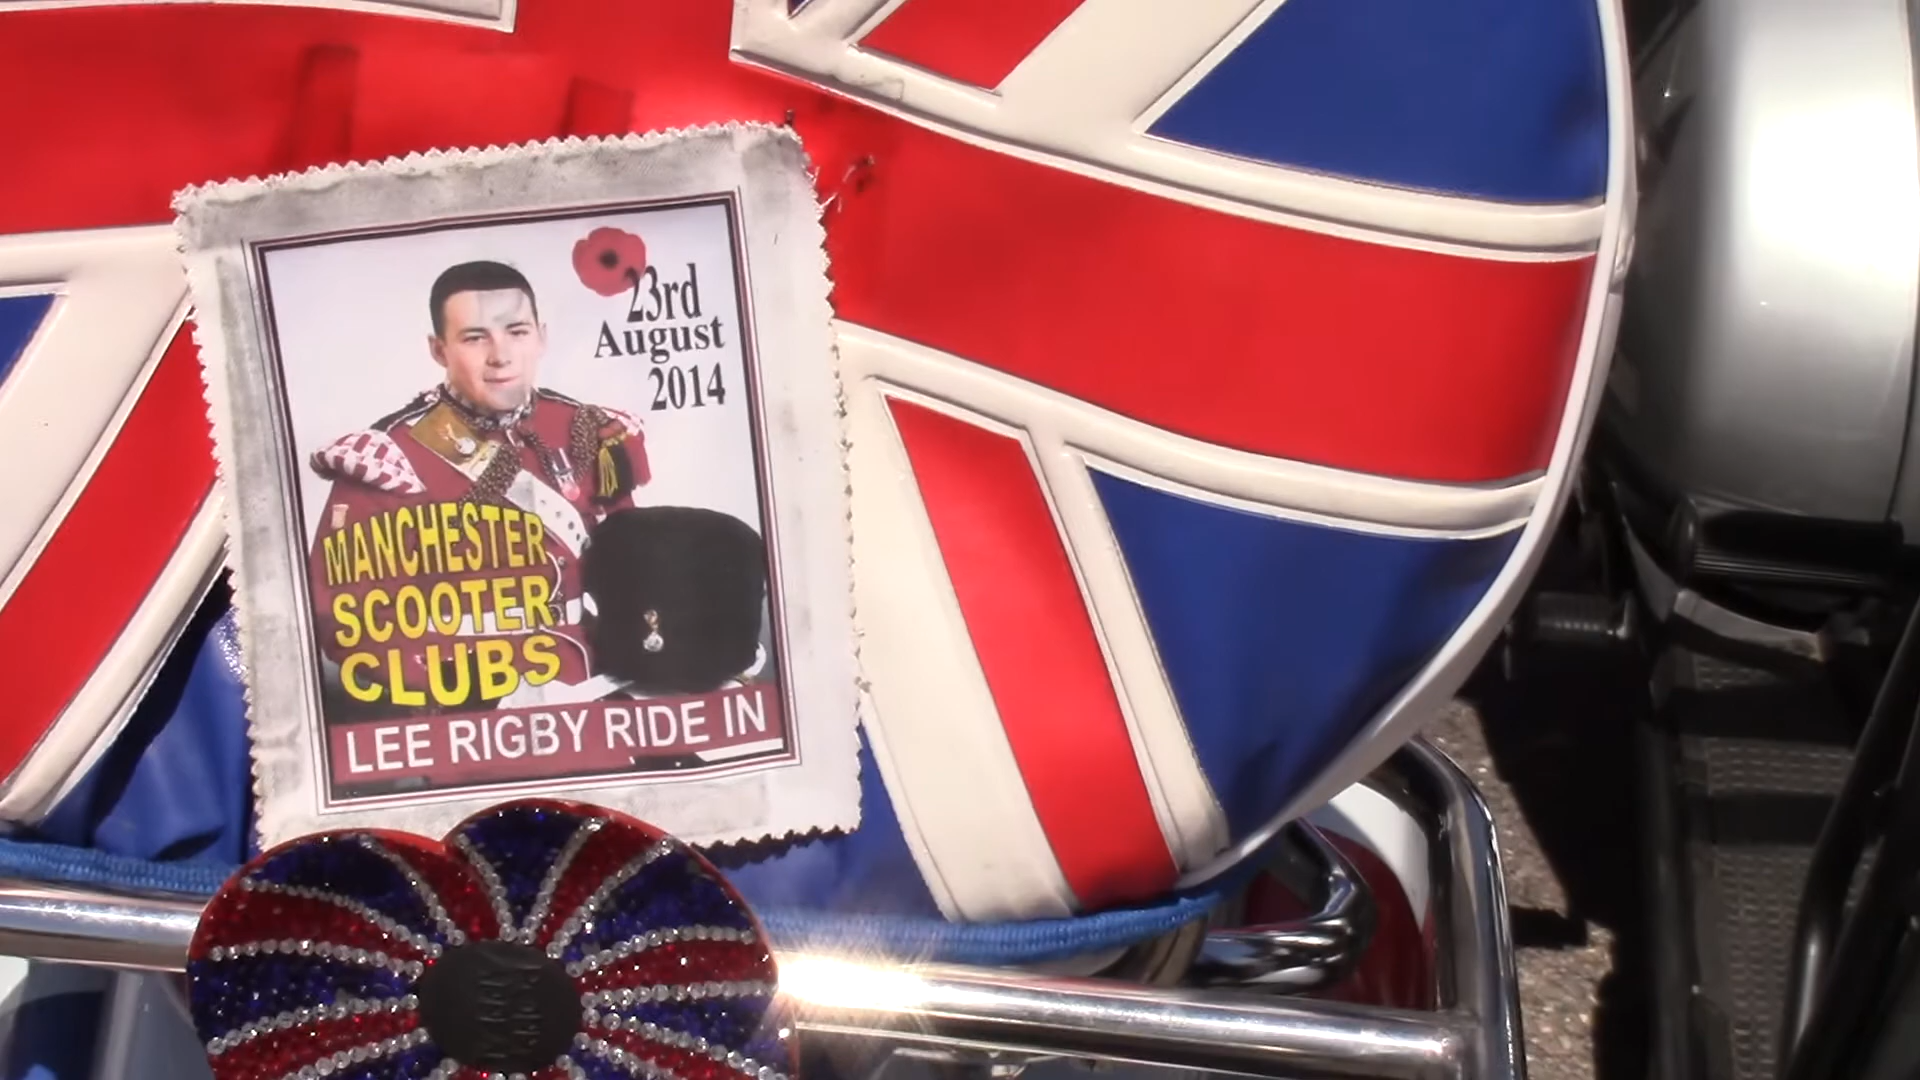 23rd
August
2014
MANCHESTER
SCOOTER
CLUBS
LEE RIGBY RIDE IN